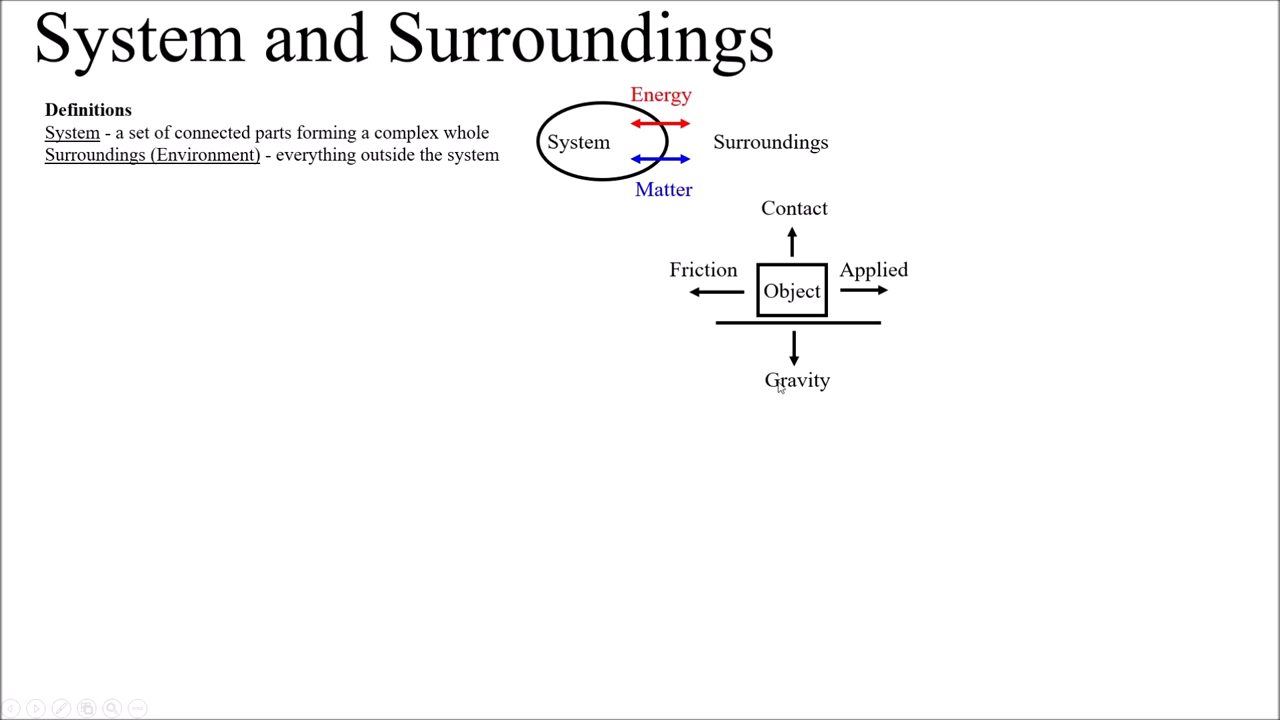 System and Surroundings
Definitions
System - a set of connected parts forming a complex whole
Surroundings (Environment) - everything outside the system
Energy
System
Surroundings
Matter
Contact
Friction
Applied
Object
Gravity